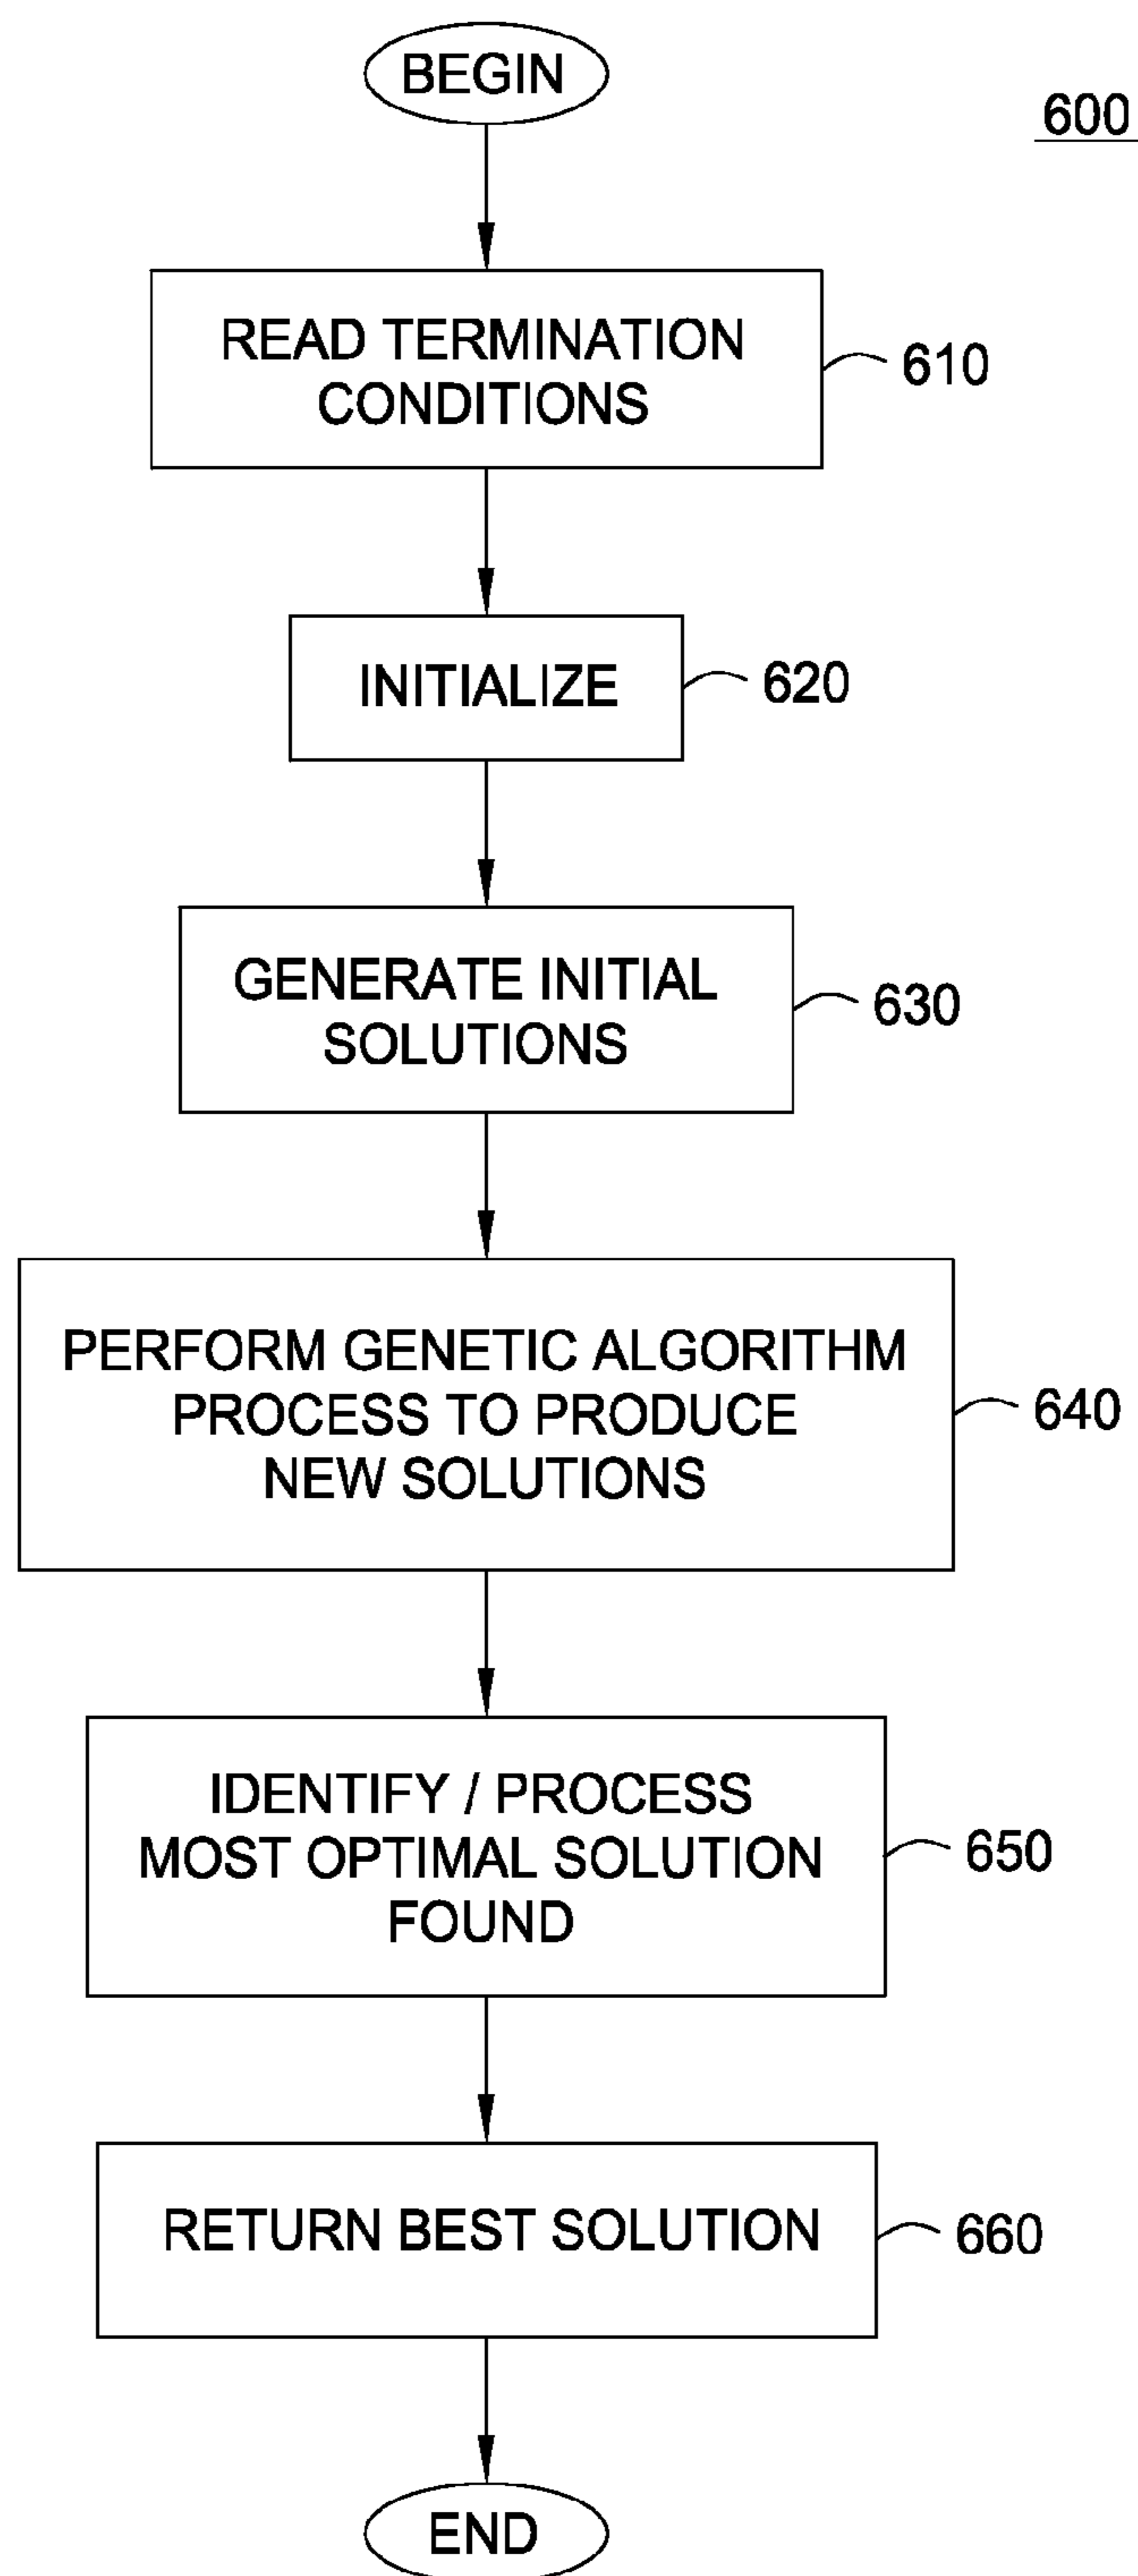 BEGIN
600
READ TERMINATION
CONDITIONS
610
INITIALIZE
620
GENERATE INITIAL
SOLUTIONS
630
PERFORM GENETIC ALGORITHM
PROCESS TO PRODUCE
NEW SOLUTIONS
640
IDENTIFY / PROCESS
MOST OPTIMAL SOLUTION
FOUND
650
RETURN BEST SOLUTION
660
END